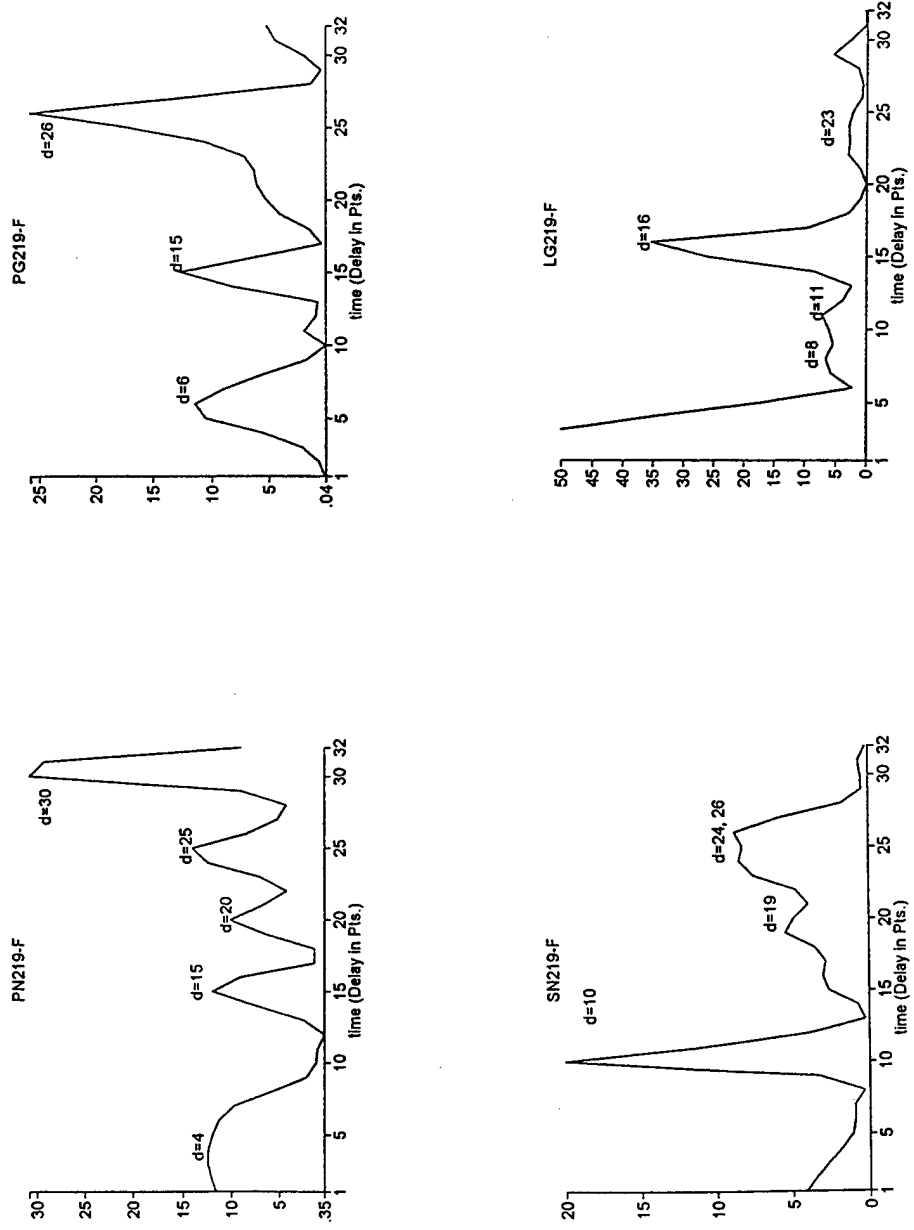 PN219-F
30
25
20
15
10
5
.35
d=4
d=15
d=20
d=25
d=30
1 5 10 15 20 25 30 32
time (Delay in Pts.)
PG219-F
25
20
15
10
5
.04
d=6
d=15
d=26
1 5 10 15 20 25 30 32
time (Delay in Pts.)
SN219-F
20
15
10
5
0
d=10
d=19
d=24, 26
1 5 10 15 20 25 30 32
time (Delay in Pts.)
LG219-F
50
45
40
35
30
25
20
15
10
5
0
d=8
d=11
d=16
d=23
1 5 10 15 20 25 30 32
time (Delay in Pts.)